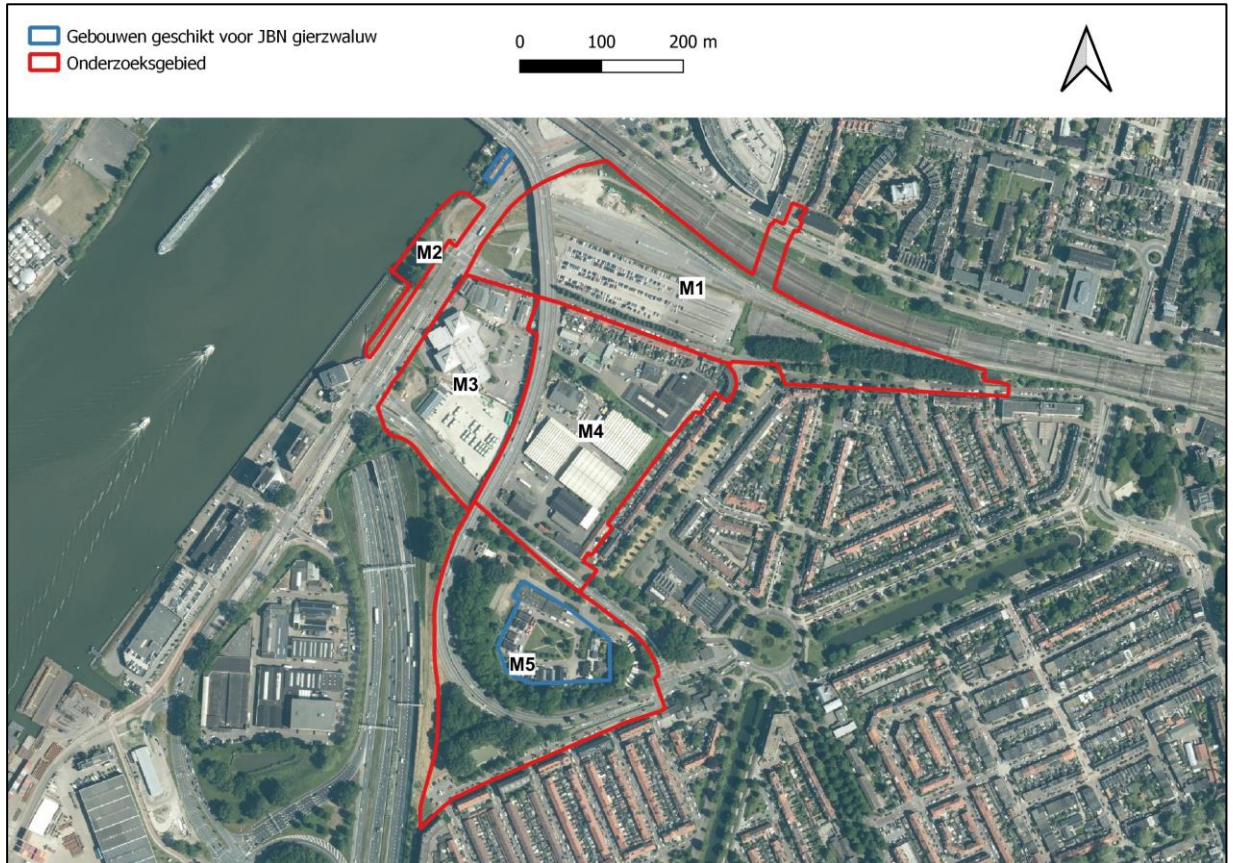 Gebouwen geschikt voor JBN gierzwaluw
Onderzoeksgebied
0 100 200 m
M1
M2
M3
M4
M5